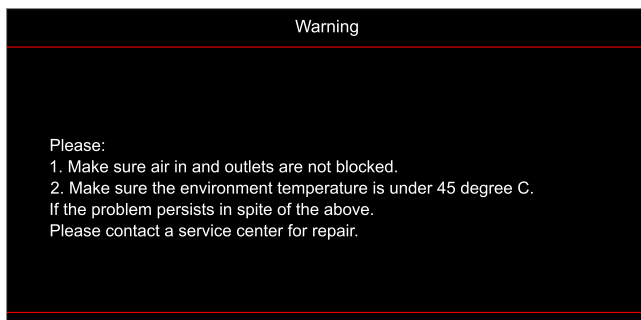 Warning
Please:
1. Make sure air in and outlets are not blocked.
2. Make sure the environment temperature is under 45 degree C.
If the problem persists in spite of the above.
Please contact a service center for repair.